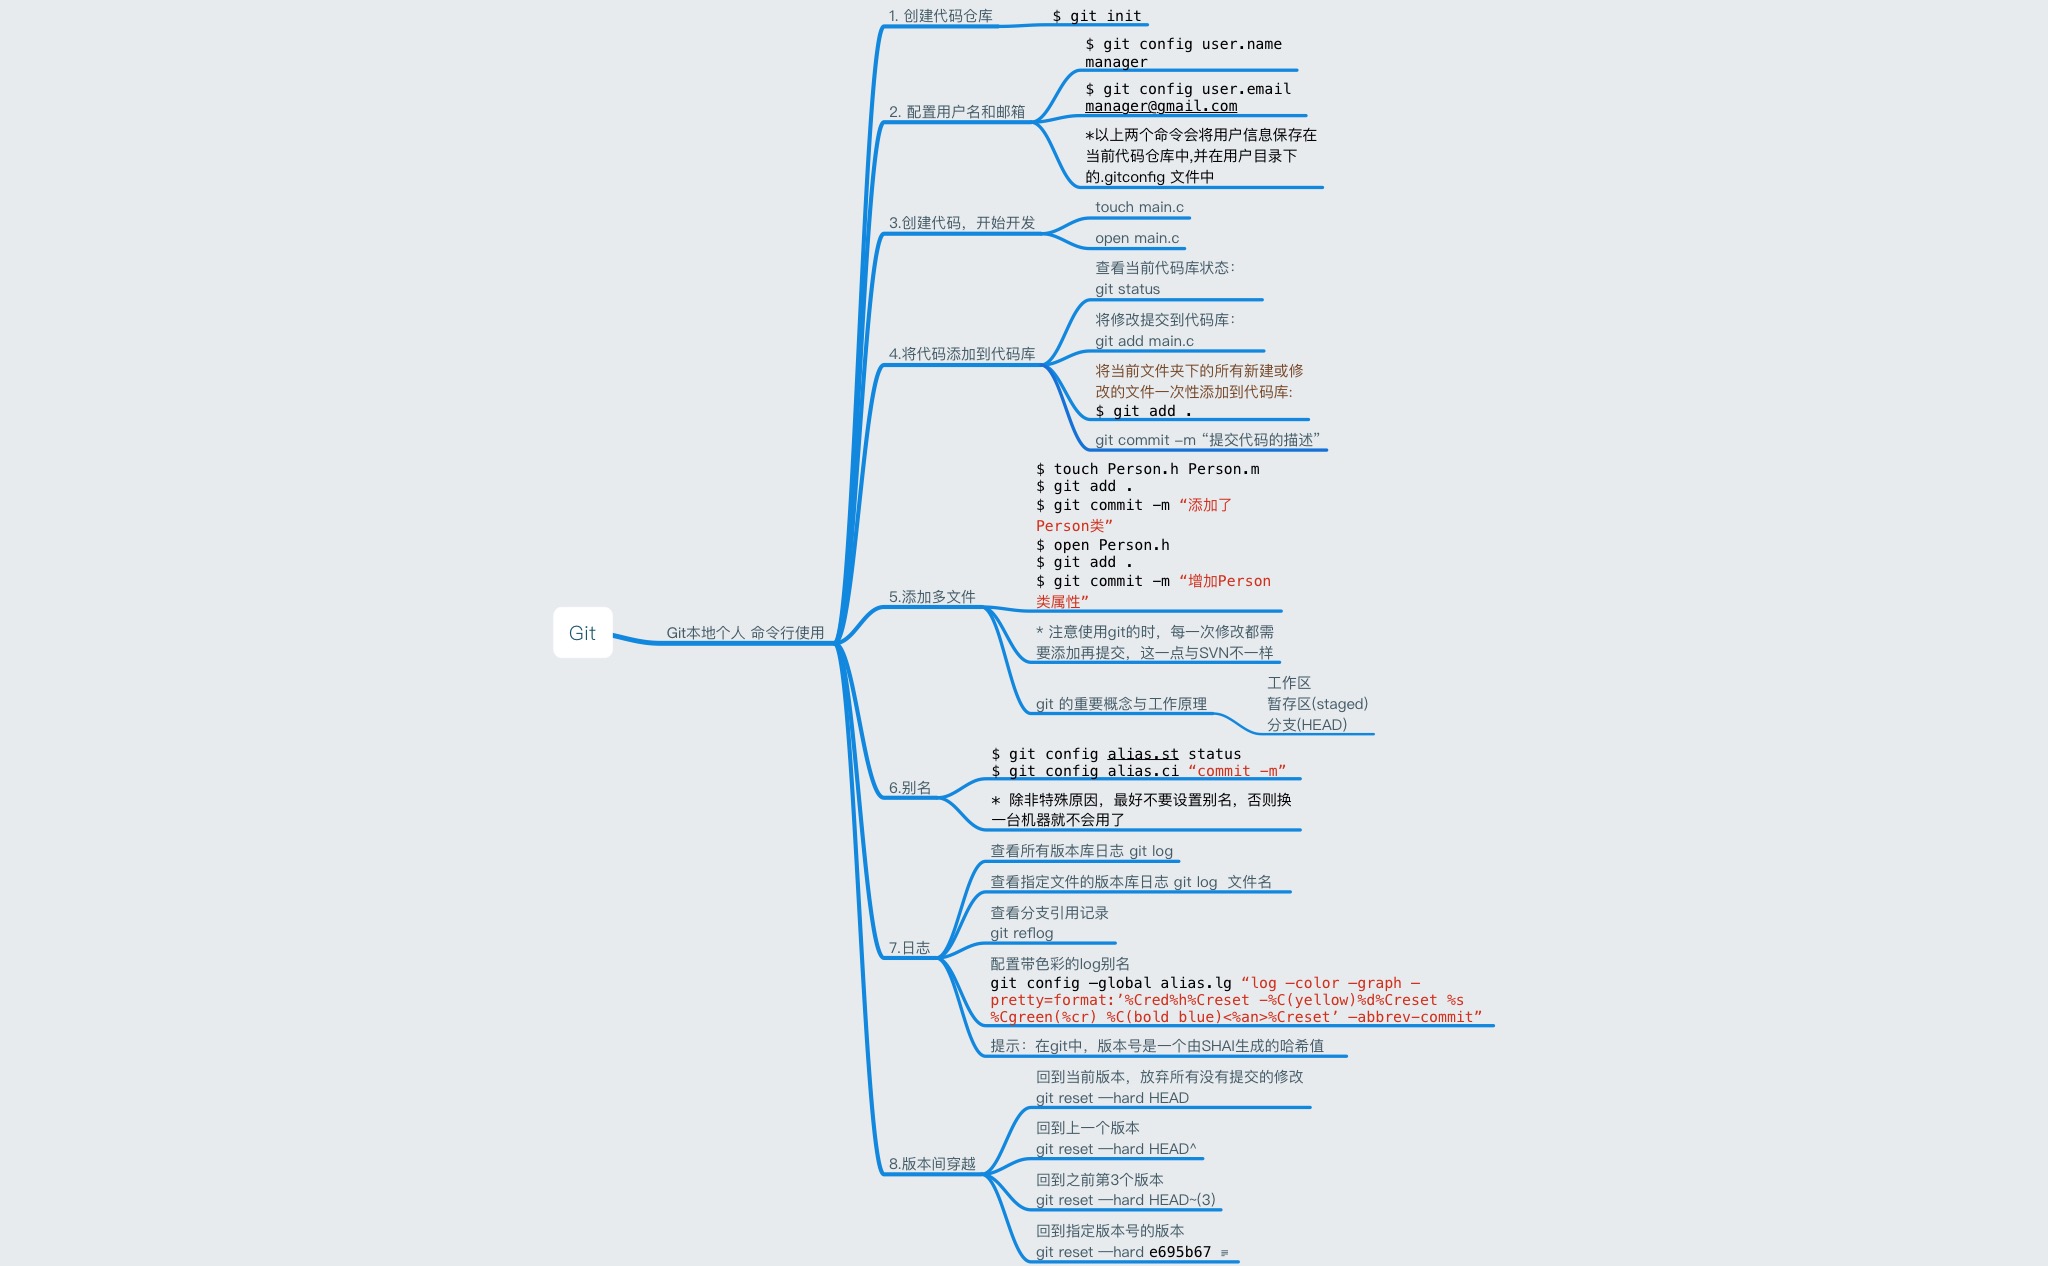 Git
Git本地个人 命令行使用
1. 创建代码仓库
$ git init
2. 配置用户名和邮箱
$ git config user.name
manager
$ git config user.email
manager@gmail.com
*以上两个命令会将用户信息保存在
当前代码仓库中,并在用户目录下
的.gitconfig 文件中
3.创建代码，开始开发
touch main.c
open main.c
4.将代码添加到代码库
查看当前代码库状态：
git status
将修改提交到代码库：
git add main.c
将当前文件夹下的所有新建或修
改的文件一次性添加到代码库:
$ git add .
git commit -m “提交代码的描述”
5.添加多文件
$ touch Person.h Person.m
$ git add .
$ git commit -m “添加了
Person类”
$ open Person.h
$ git add .
$ git commit -m “增加Person
类属性”
* 注意使用git的时，每一次修改都需
要添加再提交，这一点与SVN不一样
git 的重要概念与工作原理
工作区
暂存区(staged)
分支(HEAD)
6.别名
$ git config alias.st status
$ git config alias.ci “commit -m”
* 除非特殊原因，最好不要设置别名，否则换
一台机器就不会用了
7.日志
查看所有版本库日志 git log
查看指定文件的版本库日志 git log  文件名
查看分支引用记录
git reflog
配置带色彩的log别名
git config —global alias.lg “log —color —graph —
pretty=format:’%Cred%h%Creset -%C(yellow)%d%Creset %s
%Cgreen(%cr) %C(bold blue)<%an>%Creset’ —abbrev-commit”
提示：在git中，版本号是一个由SHAI生成的哈希值
8.版本间穿越
回到当前版本，放弃所有没有提交的修改
git reset —hard HEAD
回到上一个版本
git reset —hard HEAD^
回到之前第3个版本
git reset —hard HEAD~(3)
回到指定版本号的版本
git reset —hard e695b67